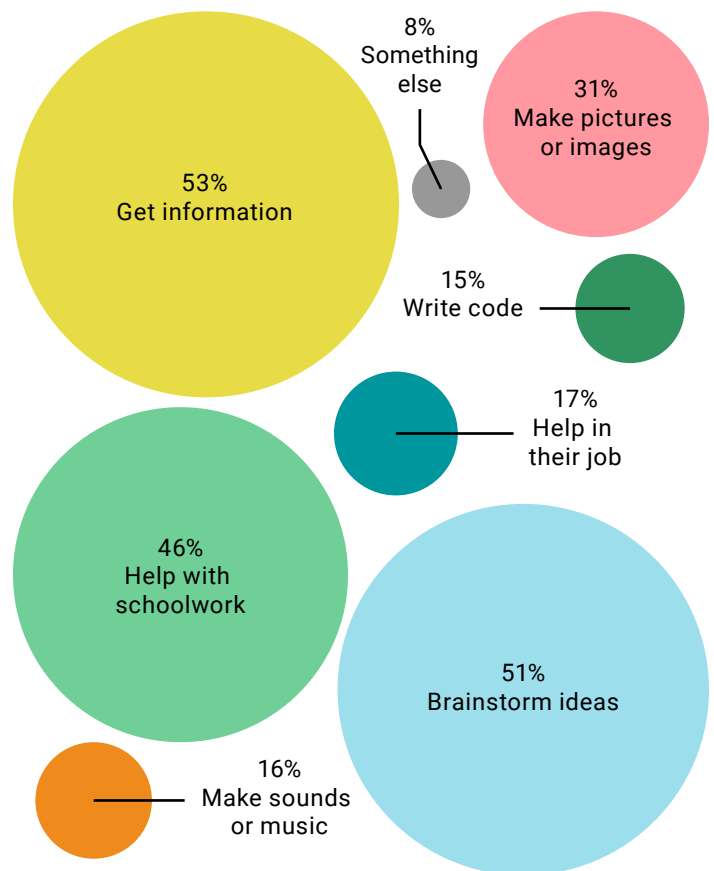 8%
Something
else
31%
Make pictures
or images
53%
Get information
15%
Write code
17%
Help in
their job
46%
Help with
schoolwork
51%
Brainstorm ideas
16%
Make sounds
or music